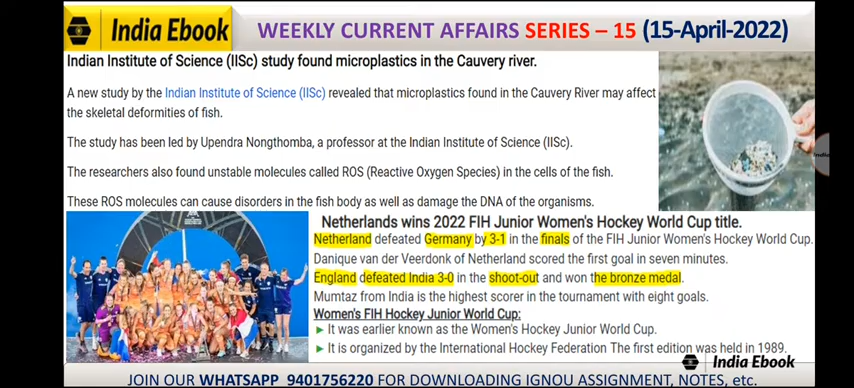 India Ebook
WEEKLY CURRENT AFFAIRS SERIES – 15 (15-April-2022)
Indian Institute of Science (IISc) study found microplastics in the Cauvery river.
A new study by the Indian Institute of Science (IISc) revealed that microplastics found in the Cauvery River may affect
the skeletal deformities of fish.
The study has been led by Upendra Nongthomba, a professor at the Indian Institute of Science (IISc).
The researchers also found unstable molecules called ROS (Reactive Oxygen Species) in the cells of the fish.
These ROS molecules can cause disorders in the fish body as well as damage the DNA of the organisms.
Netherlands wins 2022 FIH Junior Women's Hockey World Cup title.
Netherland defeated Germany by 3-1 in the finals of the FIH Junior Women's Hockey World Cup.
Danique van der Veerdonk of Netherland scored the first goal in seven minutes.
England defeated India 3-0 in the shoot-out and won the bronze medal.
Mumtaz from India is the highest scorer in the tournament with eight goals.
Women's FIH Hockey Junior World Cup:
► It was earlier known as the Women's Hockey Junior World Cup.
► It is organized by the International Hockey Federation The first edition was held in 1989.
India Ebook
JOIN OUR WHATSAPP 9401756220 FOR DOWNLOADING IGNOU ASSIGNMENT, NOTES, etc.